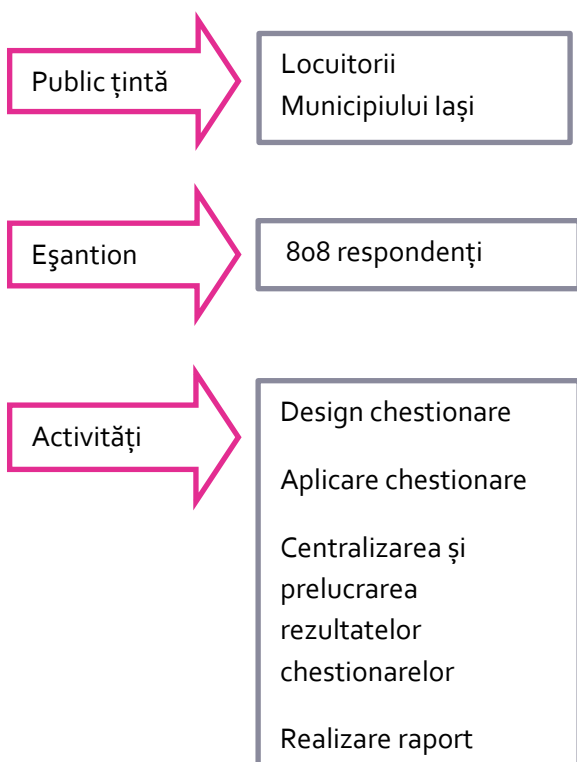 Public țintă
Locuitorii
Municipiului Iași
Eşantion
808 respondenți
Activități
Design chestionare
Aplicare chestionare
Centralizarea și
prelucrarea
rezultatelor
chestionarelor
Realizare raport